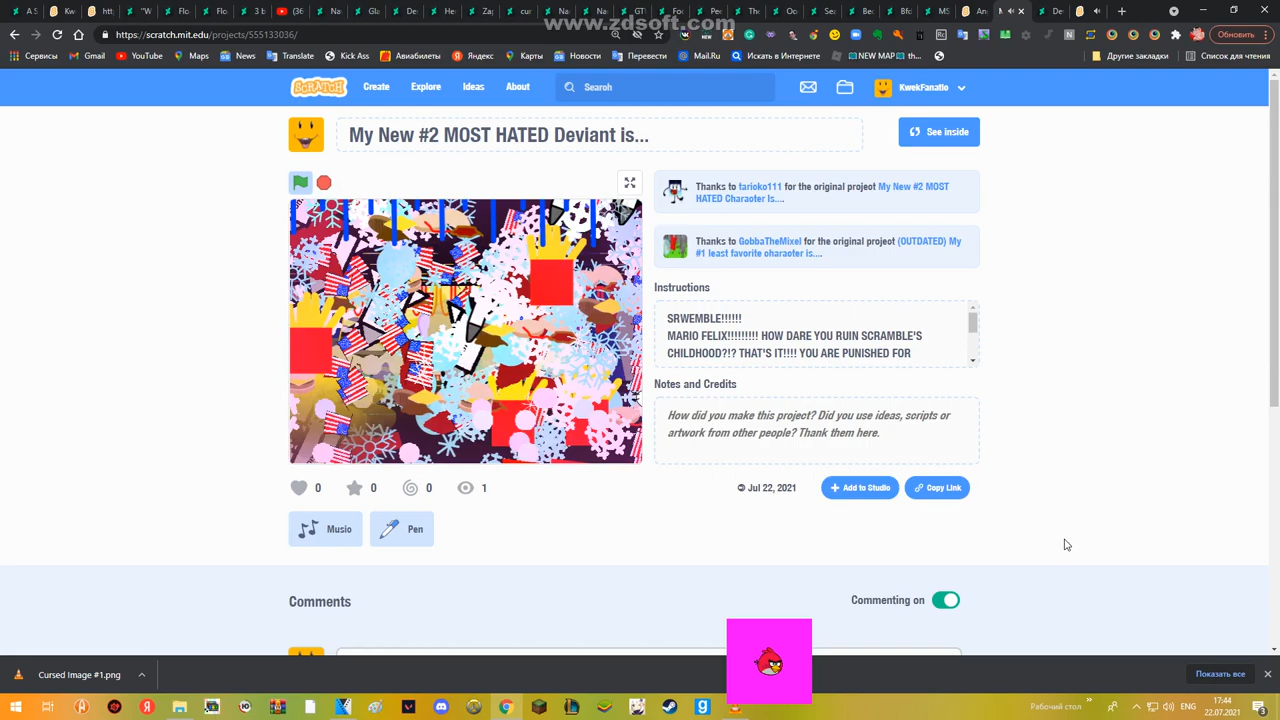 www.zdsoft.com
https://scratch.mit.edu/projects/555133036/
Обновить
Сервисы
Gmail
YouTube
Maps
News
Translate
Kick Ass
Авиабилеты
Яндекс
Карты
Новости
Перевести
Mail.Ru
Искать в Интернете
NEW MAP
Другие закладки
Список для чтения
SCRATCH
Create
Explore
Ideas
About
Search
KwekFanatio
My New #2 MOST HATED Deviant is...
See inside
Thanks to tarioko111 for the original project My New #2 MOST
HATED Charaoter Is....
Thanks to GobbaTheMixel for the original project (OUTDATED) My
#1 least favorite oharaoter is....
Instructions
SRWEMBLE!!!!!!
MARIO FELIX!!!!!!!!! HOW DARE YOU RUIN SCRAMBLE'S
CHILDHOOD?!? THAT'S IT!!!! YOU ARE PUNISHED FOR
Notes and Credits
How did you make this project? Did you use ideas, scripts or
artwork from other people? Thank them here.
0
0
0
1
Jul 22, 2021
Add to Studio
Copy Link
Musio
Pen
Comments
Commenting on
Cursed Image #1.png
Показать все
Рабочий стол
ENG
17:44
22.07.2021
3